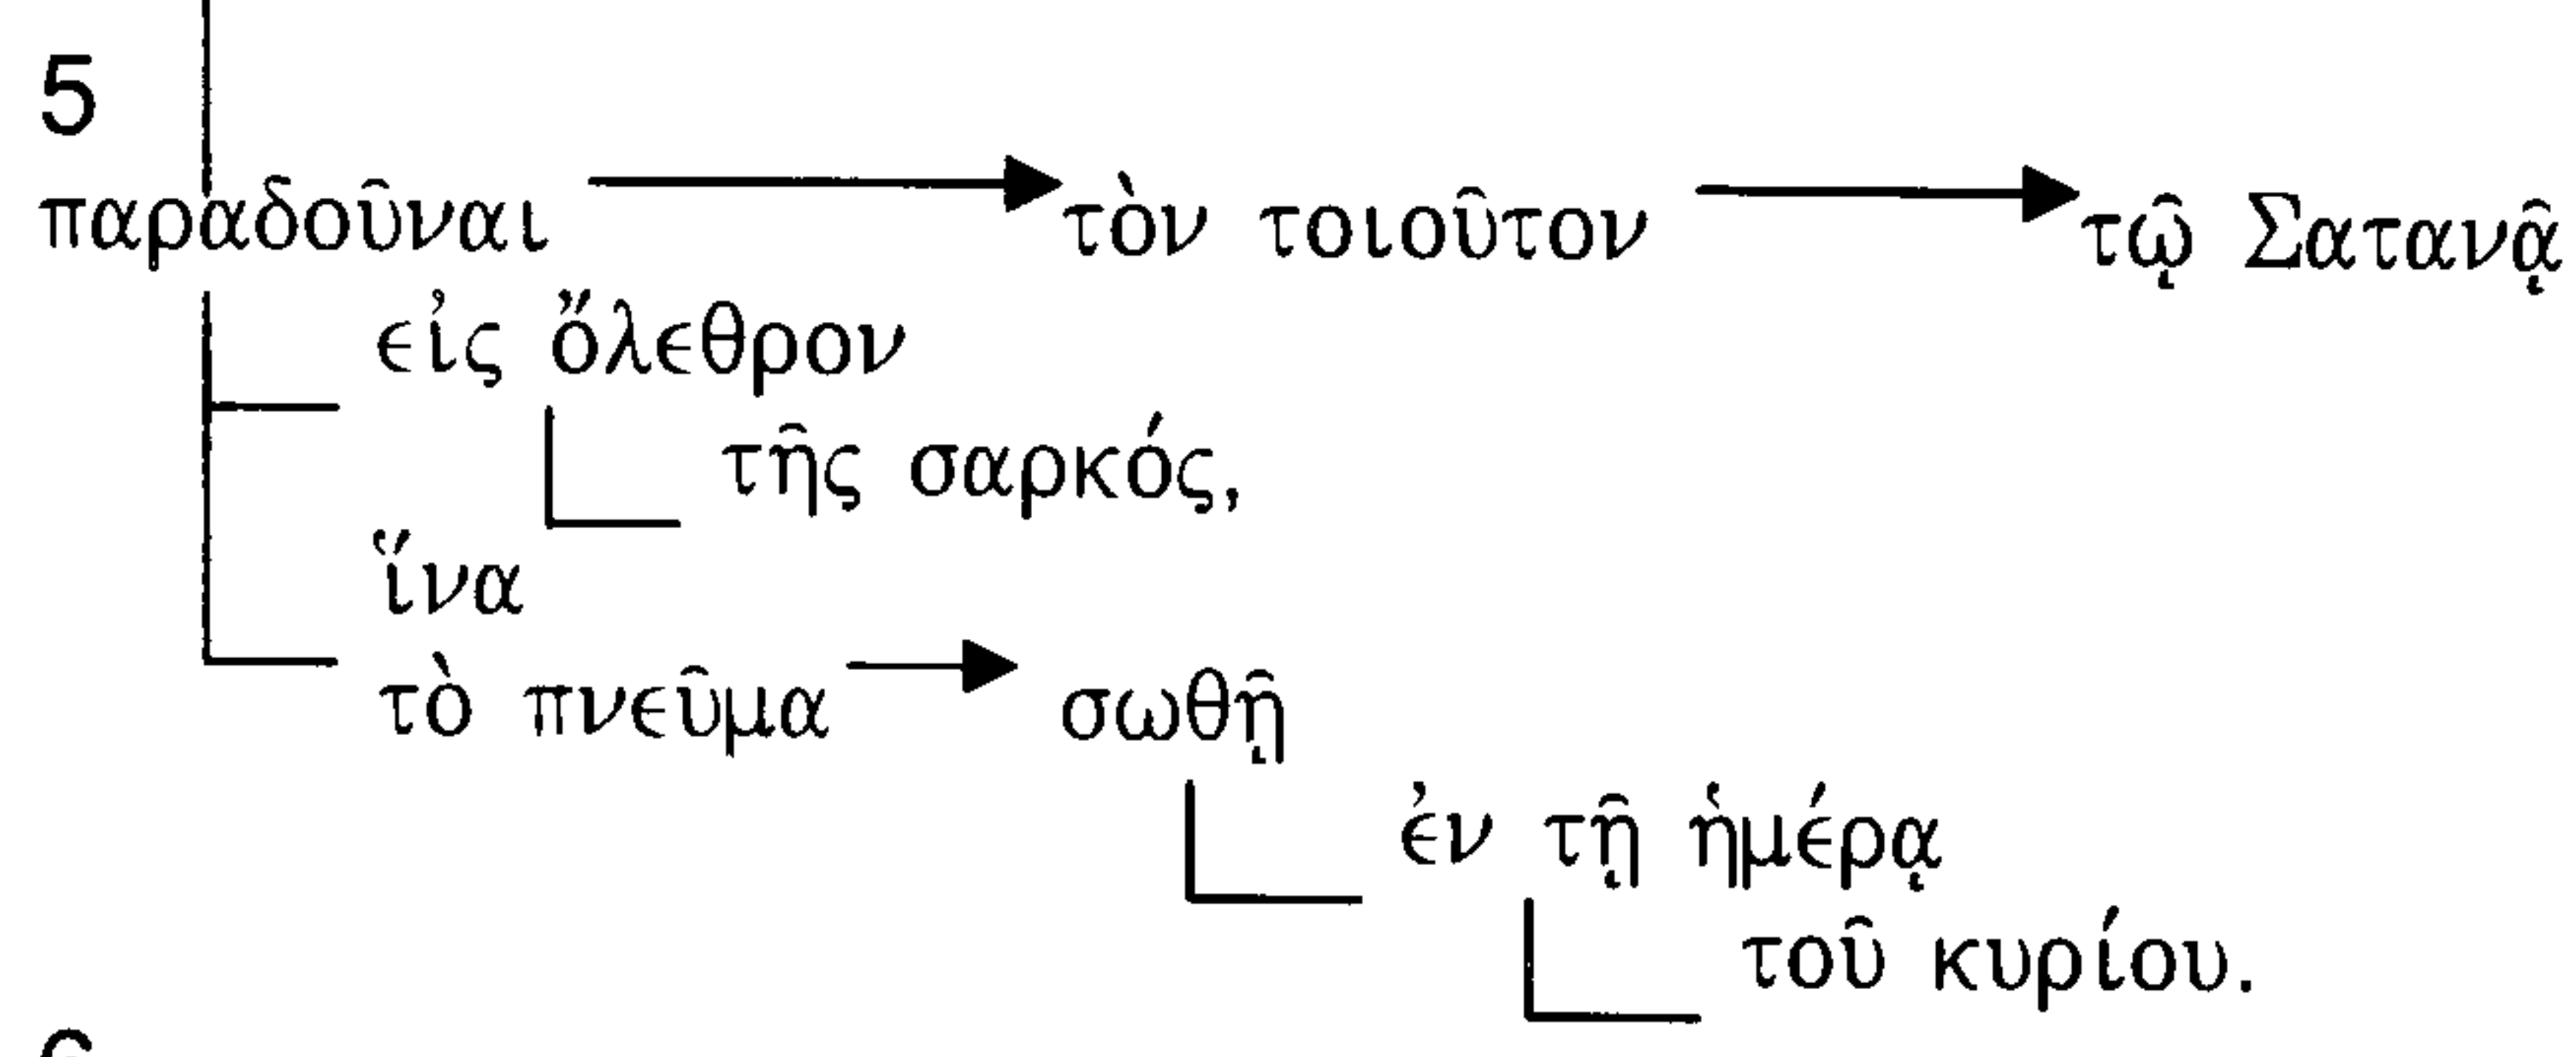 5
παραδοῦναι τὸν τοιοῦτον τῷ Σατανᾷ
εἰς ὄλεθρον
τῆς σαρκός,
ἵνα
τὸ πνεῦμα σωθῇ
ἐν τῇ ἡμέρᾳ
τοῦ κυρίου.